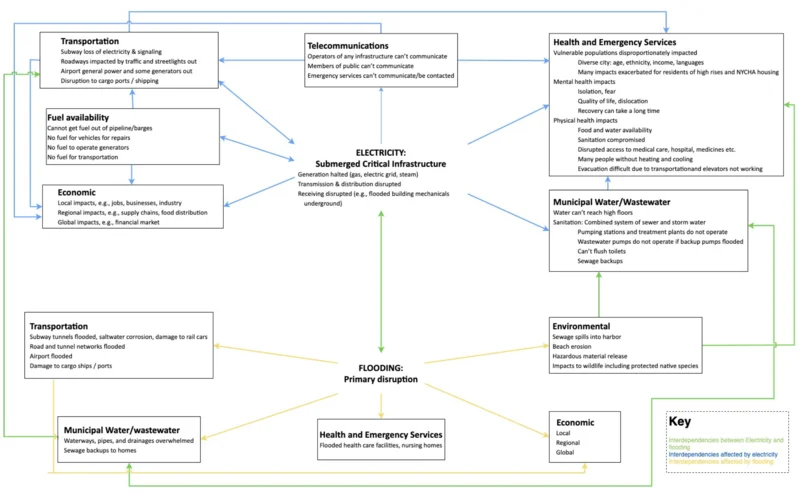 Transportation
Subway loss of electricity & signaling
Roadways impacted by traffic and streetlights out
Airport general power and some generators out
Disruption to cargo ports / shipping
Telecommunications
Operators of any infrastructure can't communicate
Members of public can't communicate
Emergency services can't communicate/be contacted
Health and Emergency Services
Vulnerable populations disproportionately impacted
Diverse city: age, ethnicity, income, languages
Many impacts exacerbated for residents of high rises and NYCHA housing
Mental health impacts
Isolation, fear
Quality of life, dislocation
Recovery can take a long time
Physical health impacts
Food and water availability
Sanitation compromised
Disrupted access to medical care, hospital, medicines etc.
Many people without heating and cooling
Evacuation difficult due to transportationand elevators not working
Fuel availability
Cannot get fuel out of pipeline/barges
No fuel for vehicles for repairs
No fuel to operate generators
No fuel for transportation
ELECTRICITY:
Submerged Critical Infrastructure
Generation halted (gas, electric grid, steam)
Transmission & distribution disrupted
Receiving disrupted (e.g., flooded building mechanicals
underground)
Economic
Local impacts, e.g., jobs, businesses, industry
Regional impacts, e.g., supply chains, food distribution
Global impacts, e.g., financial market
Municipal Water/Wastewater
Water can't reach high floors
Sanitation: Combined system of sewer and storm water
Pumping stations and treatment plants do not operate
Wastewater pumps do not operate if backup pumps flooded
Can't flush toilets
Sewage backups
Transportation
Subway tunnels flooded, saltwater corrosion, damage to rail cars
Road and tunnel networks flooded
Airport flooded
Damage to cargo ships / ports
FLOODING:
Primary disruption
Environmental
Sewage spills into harbor
Beach erosion
Hazardous material release
Impacts to wildlife including protected native species
Municipal Water/wastewater
Waterways, pipes, and drainages overwhelmed
Sewage backups to homes
Health and Emergency Services
Flooded health care facilities, nursing homes
Economic
Local
Regional
Global
Key
Interdependencies between Electricity and
flooding
Interdependencies affected by electricity
Interdependencies affected by flooding